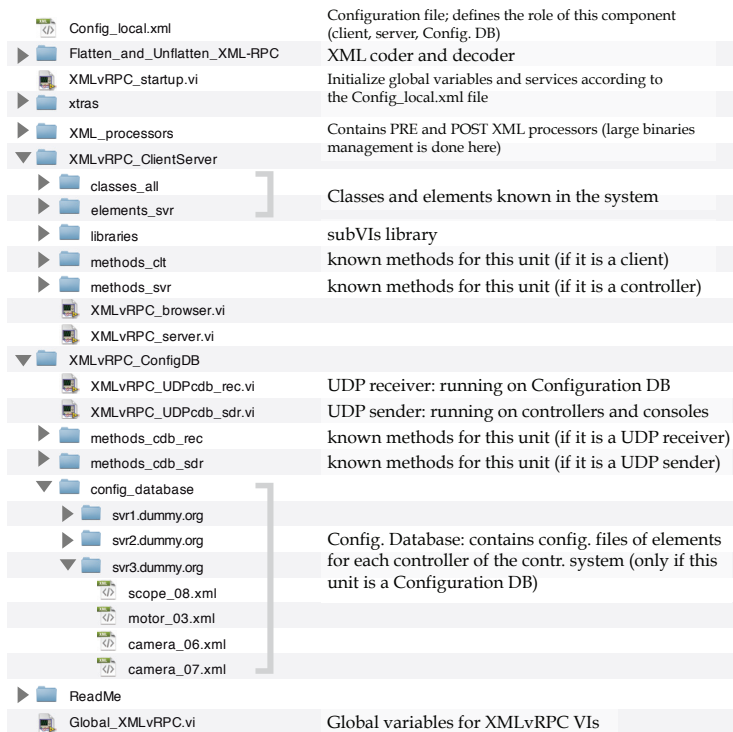 Config_local.xml
Configuration file; defines the role of this component
(client, server, Config. DB)
Flatten_and_Unflatten_XML-RPC
XML coder and decoder
XMLvRPC_startup.vi
Initialize global variables and services according to
the Config_local.xml file
xtras
XML_processors
Contains PRE and POST XML processors (large binaries
management is done here)
XMLvRPC_ClientServer
classes_all
elements_svr
Classes and elements known in the system
libraries
subVIs library
methods_clt
known methods for this unit (if it is a client)
methods_svr
known methods for this unit (if it is a controller)
XMLvRPC_browser.vi
XMLvRPC_server.vi
XMLvRPC_ConfigDB
XMLvRPC_UDPcdb_rec.vi
UDP receiver: running on Configuration DB
XMLvRPC_UDPcdb_sdr.vi
UDP sender: running on controllers and consoles
methods_cdb_rec
known methods for this unit (if it is a UDP receiver)
methods_cdb_sdr
known methods for this unit (if it is a UDP sender)
config_database
svr1.dummy.org
svr2.dummy.org
svr3.dummy.org
Config. Database: contains config. files of elements
for each controller of the contr. system (only if this
unit is a Configuration DB)
scope_08.xml
motor_03.xml
camera_06.xml
camera_07.xml
ReadMe
Global_XMLvRPC.vi
Global variables for XMLvRPC VIs